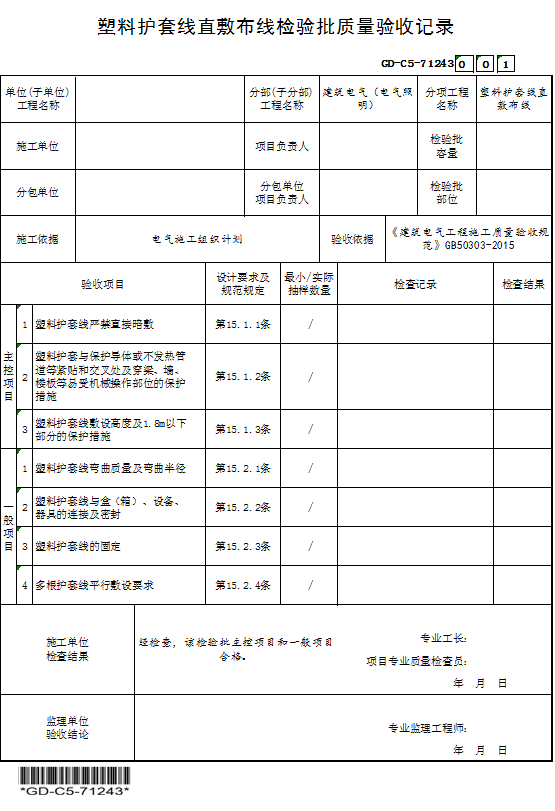 塑料护套线直敷布线检验批质量验收记录
GD-C5-71243 0 0 1
单位(子单位)
工程名称
分部(子分部)
工程名称
建筑电气（电气照
明）
分项工程
名称
塑料护套线直
敷布线
施工单位
项目负责人
检验批
容量
分包单位
分包单位
项目负责人
检验批
部位
施工依据
电气施工组织计划
验收依据
《建筑电气工程施工质量验收规
范》GB50303-2015
验收项目
设计要求及
规范规定
最小/实际
抽样数量
检查记录
检查结果
主控项目
1 塑料护套线严禁直接暗敷 第15.1.1条 /
2 塑料护套与保护导体或不发热管
道等紧贴和交叉处及穿梁、墙、
楼板等易受机械操作部位的保护
措施
第15.1.2条 /
3 塑料护套线敷设高度及1.8m以下
部分的保护措施
第15.1.3条 /
一般项目
1 塑料护套线弯曲质量及弯曲半径 第15.2.1条 /
2 塑料护套线与盒（箱）、设备、
器具的连接及密封
第15.2.2条 /
3 塑料护套线的固定 第15.2.3条 /
4 多根护套线平行敷设要求 第15.2.4条 /
施工单位
检查结果
经检查，该检验批主控项目和一般项目
合格。
专业工长：
项目专业质量检查员：
年 月 日
监理单位
验收结论
专业监理工程师：
年 月 日
*GD-C5-71243*